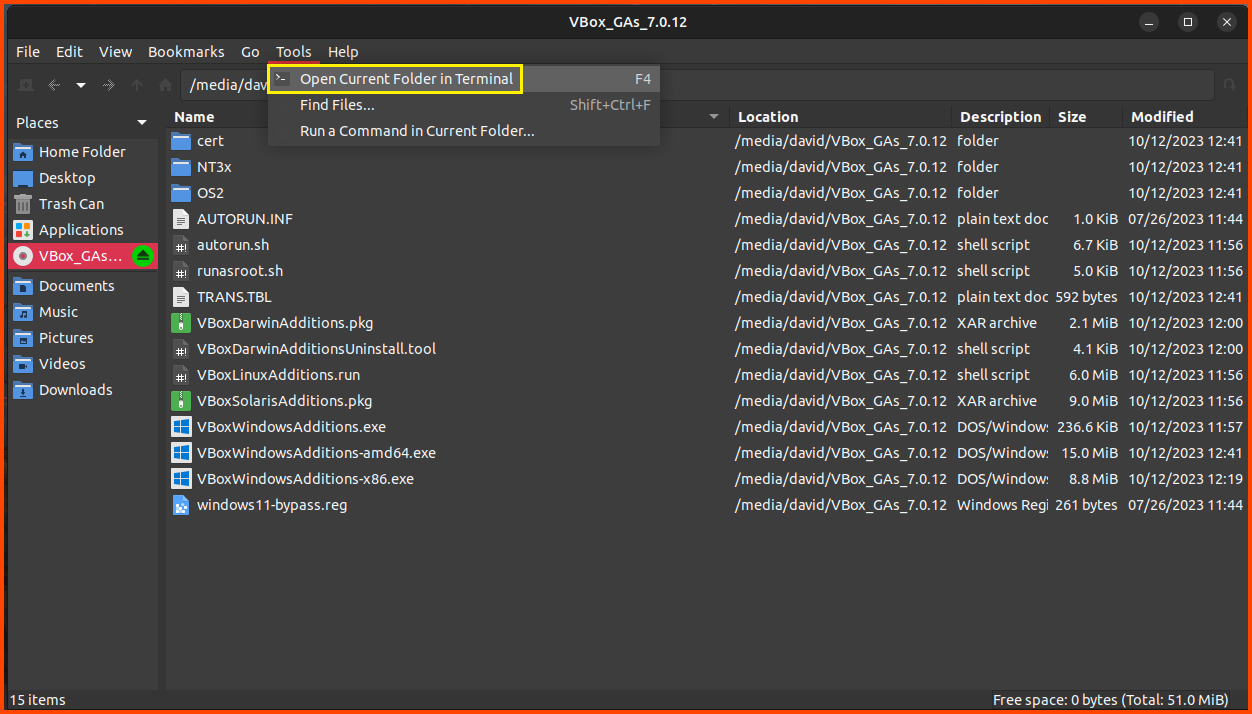 VBox_GAs_7.0.12
File Edit View Bookmarks Go Tools Help
/media/dav
Open Current Folder in Terminal F4
Find Files... Shift+Ctrl+F
Run a Command in Current Folder...
Places
Home Folder
Desktop
Trash Can
Applications
VBox_GAs...
Documents
Music
Pictures
Videos
Downloads
Name Location Description Size Modified
cert /media/david/VBox_GAs_7.0.12 folder 10/12/2023 12:41
NT3x /media/david/VBox_GAs_7.0.12 folder 10/12/2023 12:41
OS2 /media/david/VBox_GAs_7.0.12 folder 10/12/2023 12:41
AUTORUN.INF /media/david/VBox_GAs_7.0.12 plain text doc 1.0 KiB 07/26/2023 11:44
autorun.sh /media/david/VBox_GAs_7.0.12 shell script 6.7 KiB 10/12/2023 11:56
runasroot.sh /media/david/VBox_GAs_7.0.12 shell script 5.0 KiB 10/12/2023 11:56
TRANS.TBL /media/david/VBox_GAs_7.0.12 plain text doc 592 bytes 10/12/2023 12:41
VBoxDarwinAdditions.pkg /media/david/VBox_GAs_7.0.12 XAR archive 2.1 MiB 10/12/2023 12:00
VBoxDarwinAdditionsUninstall.tool /media/david/VBox_GAs_7.0.12 shell script 4.1 KiB 10/12/2023 12:00
VBoxLinuxAdditions.run /media/david/VBox_GAs_7.0.12 shell script 6.0 MiB 10/12/2023 11:56
VBoxSolarisAdditions.pkg /media/david/VBox_GAs_7.0.12 XAR archive 9.0 MiB 10/12/2023 11:56
VBoxWindowsAdditions.exe /media/david/VBox_GAs_7.0.12 DOS/Windows 236.6 KiB 10/12/2023 11:57
VBoxWindowsAdditions-amd64.exe /media/david/VBox_GAs_7.0.12 DOS/Windows 15.0 MiB 10/12/2023 12:41
VBoxWindowsAdditions-x86.exe /media/david/VBox_GAs_7.0.12 DOS/Windows 8.8 MiB 10/12/2023 12:19
windows11-bypass.reg /media/david/VBox_GAs_7.0.12 Windows Regi 261 bytes 07/26/2023 11:44
15 items Free space: 0 bytes (Total: 51.0 MiB)